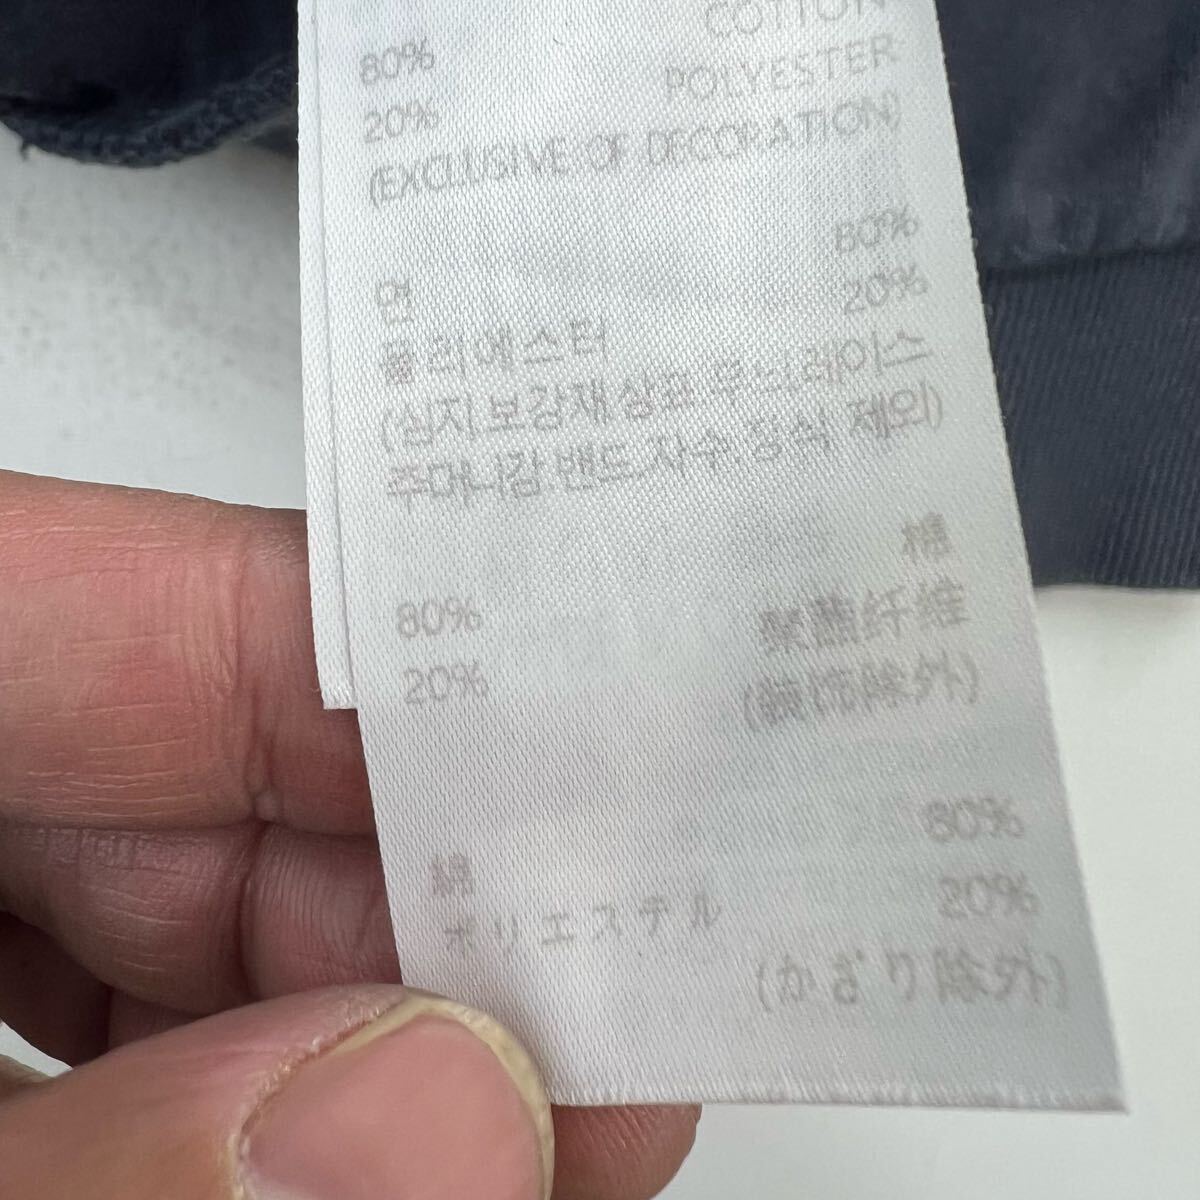 COTTON
80% POLYESTER
20%
(EXCLUSIVE OF DECORATION)
80%
면 20%
폴리에스터
(심지 보강재 상표 무늬 레이스
주머니감 밴드 자수 장식 제외)
棉
80% 聚酯纤维
20% (装饰除外)
80%
綿 20%
ポリエステル
(かざり除外)